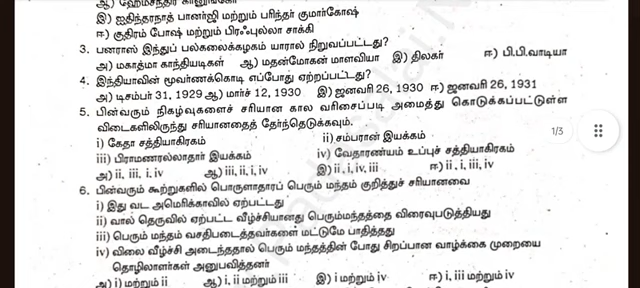 ஆ) ஹேமச்சந்திர கானுங்கோ
இ) ஐதிந்தரநாத் பானர்ஜி மற்றும் பரிந்தர் குமார்கோஷ்
ஈ) குதிரம் போஷ் மற்றும் பிரஃபுல்லா சாக்கி
3. பனாரஸ் இந்துப் பல்கலைக்கழகம் யாரால் நிறுவப்பட்டது?
அ) மகாத்மா காந்தியடிகள் ஆ) மதன்மோகன் மாளவியா இ) திலகர் ஈ) பி.பி.வாடியா
4. இந்தியாவின் மூவர்ணக்கொடி எப்போது ஏற்றப்பட்டது?
அ) டிசம்பர் 31, 1929 ஆ) மார்ச் 12, 1930 இ) ஜனவரி 26, 1930 ஈ) ஜனவரி 26, 1931
5. பின்வரும் நிகழ்வுகளைச் சரியான கால வரிசைப்படி அமைத்து கொடுக்கப்பட்டுள்ள
விடைகளிலிருந்து சரியானதைத் தேர்ந்தெடுக்கவும்.
1/3
i) கேதா சத்தியாகிரகம் ii) சம்பரான் இயக்கம்
iii) பிராமணரல்லாதார் இயக்கம் iv) வேதாரண்யம் உப்புச் சத்தியாகிரகம்
அ) ii, iii, i, iv ஆ) iii, ii, i, iv இ) ii, i, iv, iii ஈ) ii, i, iii, iv
6. பின்வரும் கூற்றுகளில் பொருளாதாரப் பெரும் மந்தம் குறித்துச் சரியானவை
i) இது வட அமெரிக்காவில் ஏற்பட்டது
ii) வால் தெருவில் ஏற்பட்ட வீழ்ச்சியானது பெரும்மந்தத்தை விரைவுபடுத்தியது
iii) பெரும் மந்தம் வசதிபடைத்தவர்களை மட்டுமே பாதித்தது
iv) விலை வீழ்ச்சி அடைந்ததால் பெரும் மந்தத்தின் போது சிறப்பான வாழ்க்கை முறையை
தொழிலாளர்கள் அனுபவித்தனர்
அ) i) மற்றும் ii ஆ) i, ii மற்றும் iii இ) i மற்றும் iv ஈ) i, iii மற்றும் iv